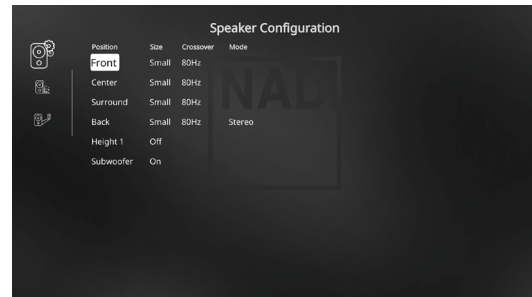 Speaker Configuration
Position Size Crossover Mode
Front Small 80Hz
Center Small 80Hz
Surround Small 80Hz
Back Small 80Hz Stereo
Height 1 Off
Subwoofer On
NAD